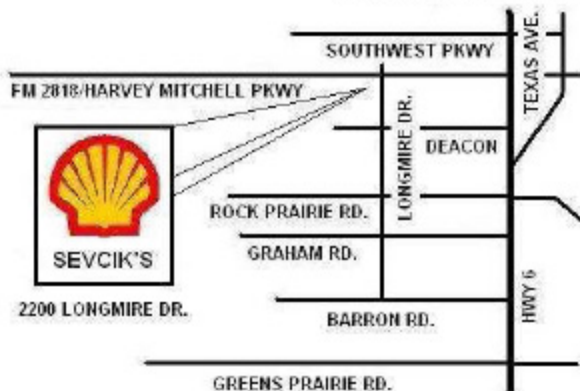 SOUTHWEST PKWY
TEXAS AVE.
FM 2818/HARVEY MITCHELL PKWY
LONGMIRE DR.
DEACON
ROCK PRAIRIE RD.
GRAHAM RD.
SEVCIK'S
2200 LONGMIRE DR.
HWY 6
BARRON RD.
GREENS PRAIRIE RD.